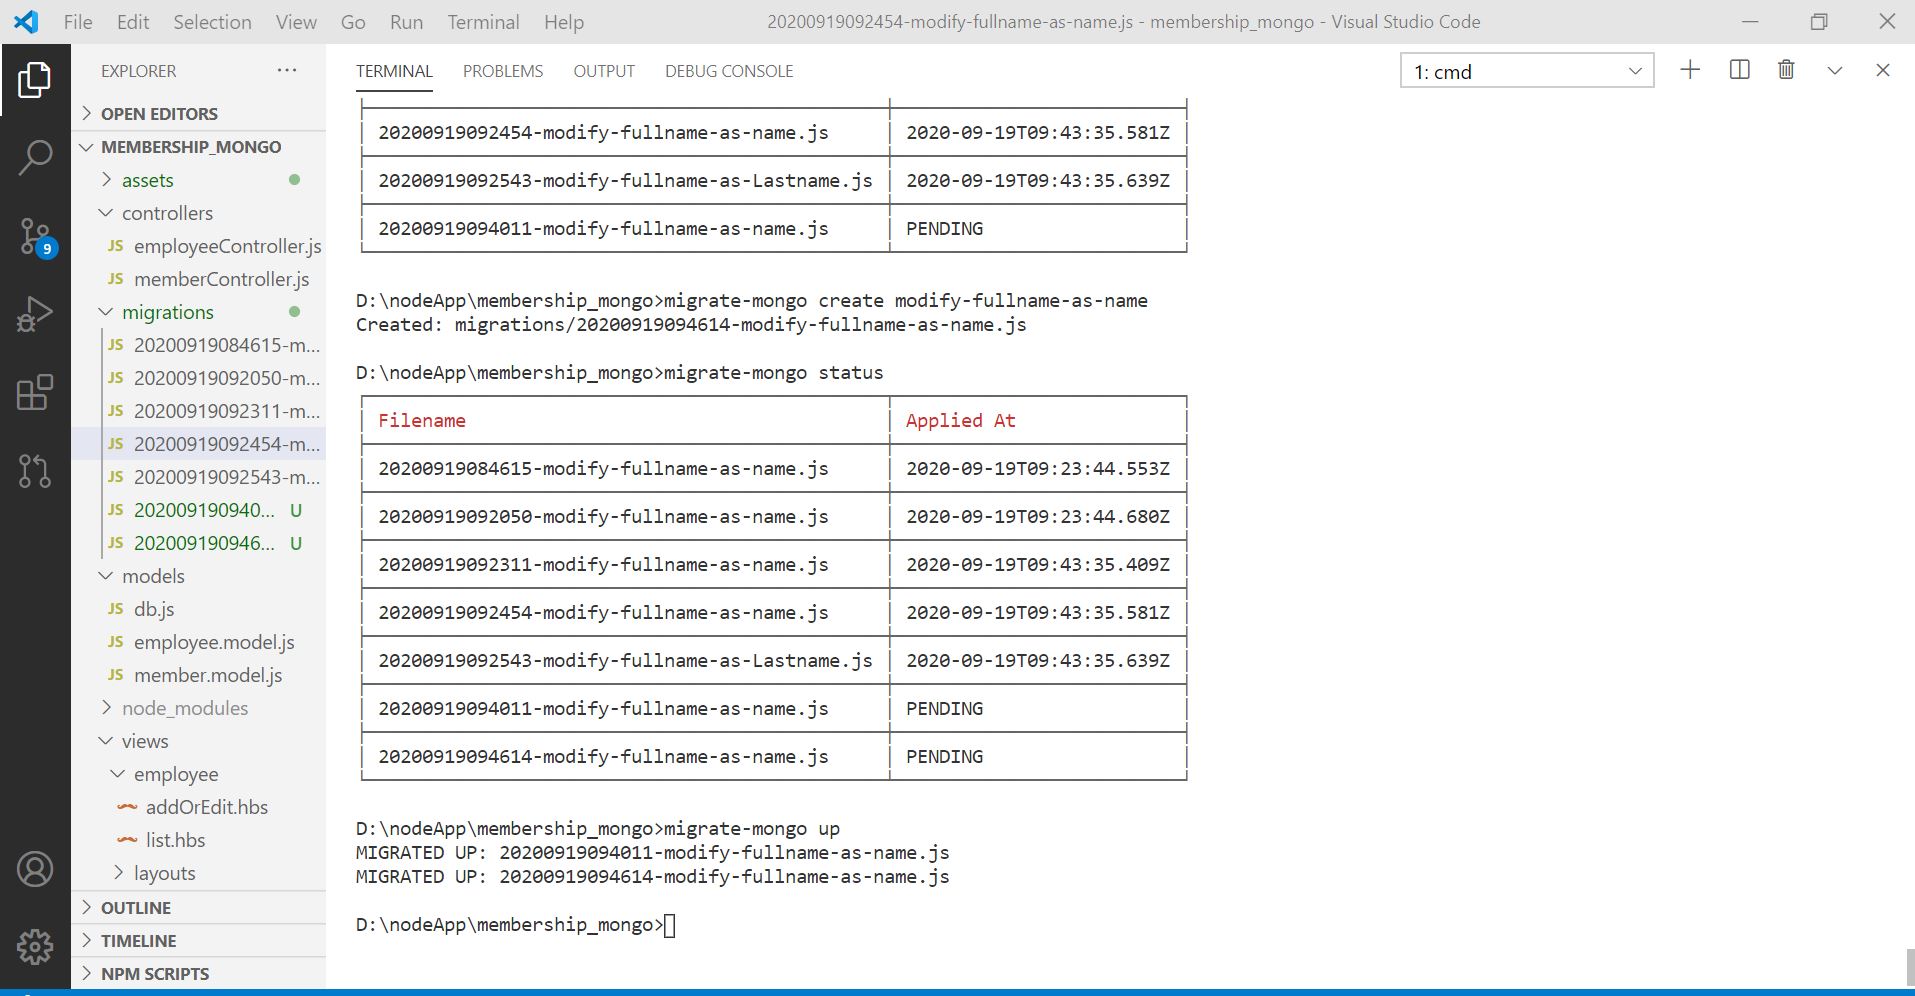 File Edit Selection View Go Run Terminal Help
20200919092454-modify-fullname-as-name.js - membership_mongo - Visual Studio Code
EXPLORER ···
OPEN EDITORS
MEMBERSHIP_MONGO
assets
controllers
JS employeeController.js
JS memberController.js
9
migrations
JS 20200919084615-m...
JS 20200919092050-m...
JS 20200919092311-m...
JS 20200919092454-m...
JS 20200919092543-m...
JS 202009190940... U
JS 202009190946... U
models
JS db.js
JS employee.model.js
JS member.model.js
node_modules
views
employee
addOrEdit.hbs
list.hbs
layouts
OUTLINE
TIMELINE
NPM SCRIPTS
TERMINAL PROBLEMS OUTPUT DEBUG CONSOLE
1: cmd
20200919092454-modify-fullname-as-name.js 2020-09-19T09:43:35.581Z
20200919092543-modify-fullname-as-Lastname.js 2020-09-19T09:43:35.639Z
20200919094011-modify-fullname-as-name.js PENDING
D:\nodeApp\membership_mongo>migrate-mongo create modify-fullname-as-name
Created: migrations/20200919094614-modify-fullname-as-name.js
D:\nodeApp\membership_mongo>migrate-mongo status
Filename Applied At
20200919084615-modify-fullname-as-name.js 2020-09-19T09:23:44.553Z
20200919092050-modify-fullname-as-name.js 2020-09-19T09:23:44.680Z
20200919092311-modify-fullname-as-name.js 2020-09-19T09:43:35.409Z
20200919092454-modify-fullname-as-name.js 2020-09-19T09:43:35.581Z
20200919092543-modify-fullname-as-Lastname.js 2020-09-19T09:43:35.639Z
20200919094011-modify-fullname-as-name.js PENDING
20200919094614-modify-fullname-as-name.js PENDING
D:\nodeApp\membership_mongo>migrate-mongo up
MIGRATED UP: 20200919094011-modify-fullname-as-name.js
MIGRATED UP: 20200919094614-modify-fullname-as-name.js
D:\nodeApp\membership_mongo>